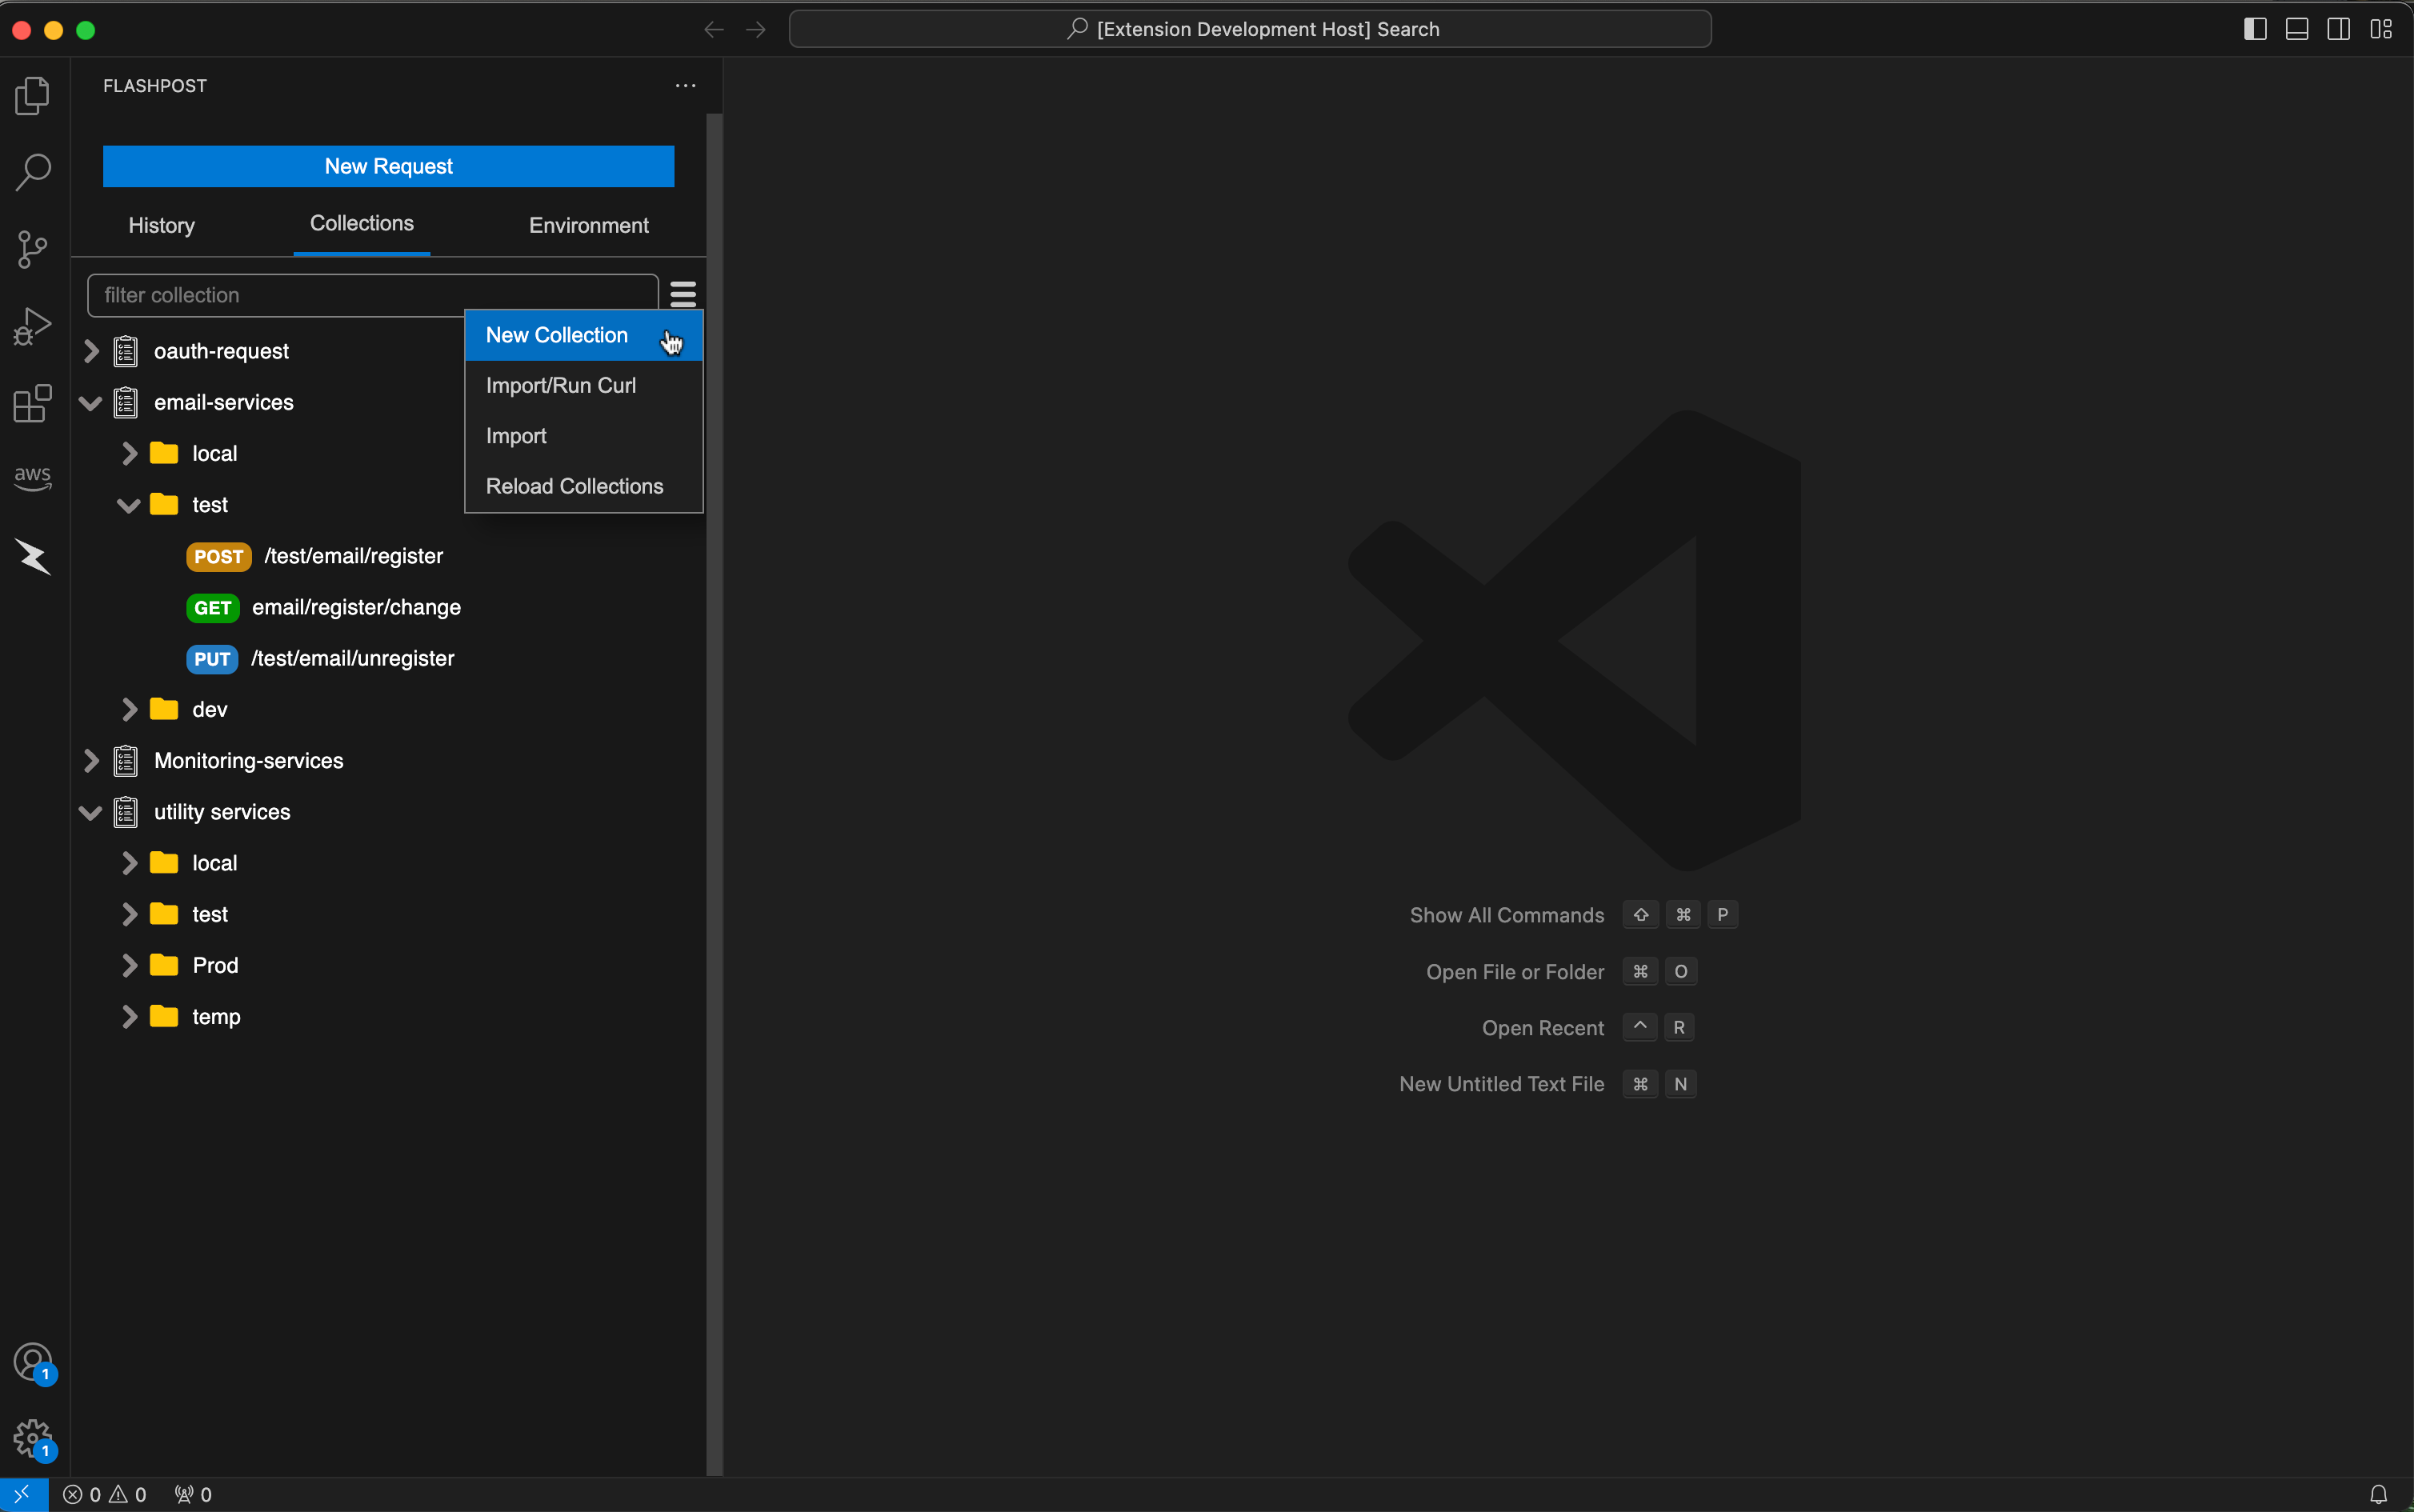 [Extension Development Host] Search
FLASHPOST
New Request
History Collections Environment
filter collection
New Collection
Import/Run Curl
Import
Reload Collections
oauth-request
email-services
local
test
POST /test/email/register
GET email/register/change
PUT /test/email/unregister
dev
Monitoring-services
utility services
local
test
Prod
temp
aws
Show All Commands ⇧ ⌘ P
Open File or Folder ⌘ O
Open Recent ⌃ R
New Untitled Text File ⌘ N
1
1
0 0 0